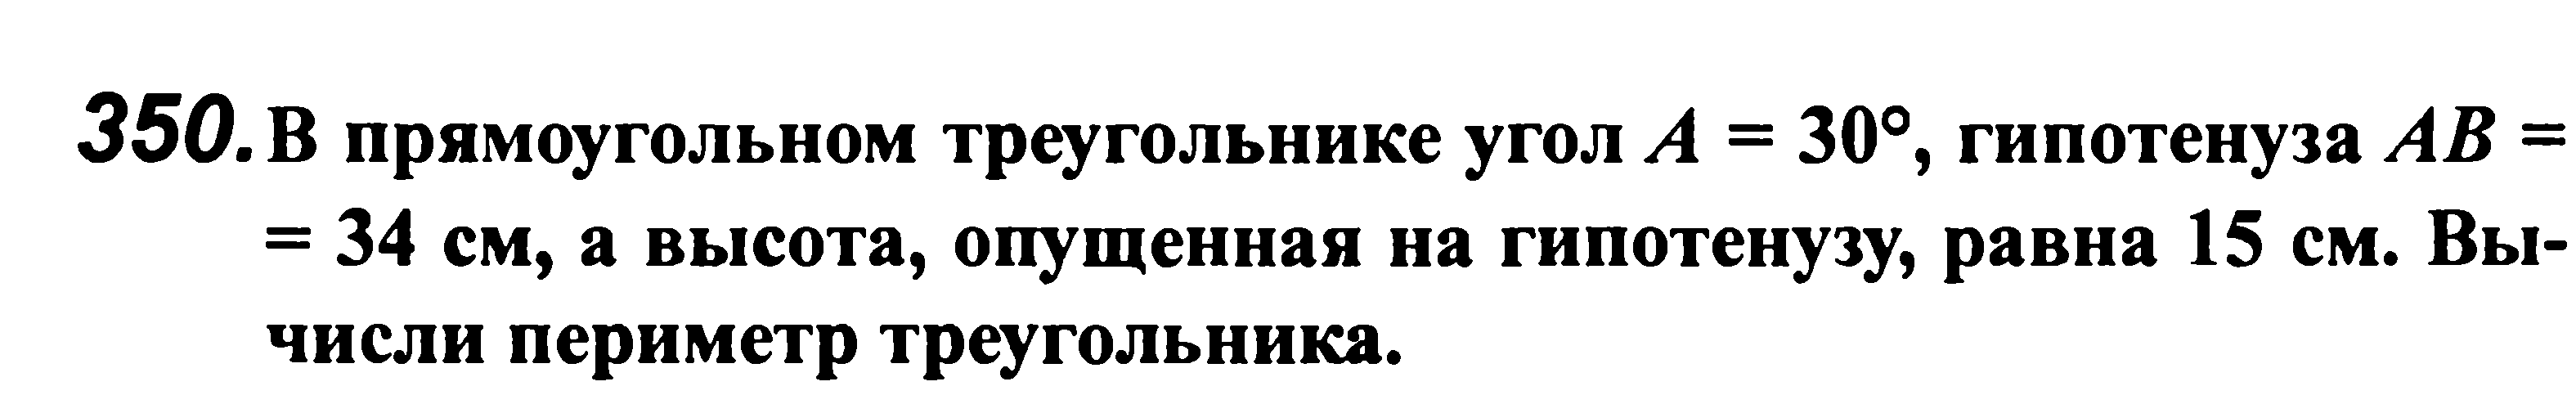 350. В прямоугольном треугольнике угол A = 30°, гипотенуза AB =
= 34 см, а высота, опущенная на гипотенузу, равна 15 см. Вы-
числи периметр треугольника.